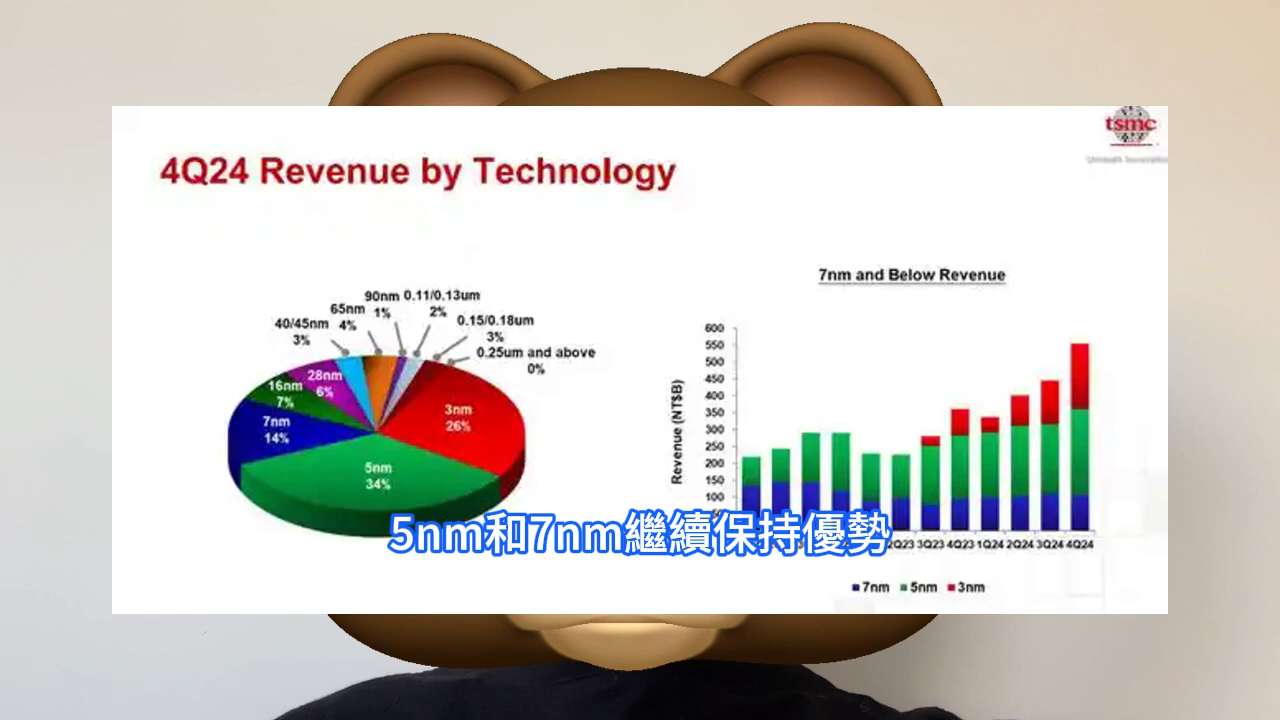 tsmc
4Q24 Revenue by Technology
7nm and Below Revenue
90nm
1%
0.11/0.13um
2%
65nm
4%
40/45nm
3%
0.15/0.18um
3%
0.25um and above
0%
28nm
6%
16nm
7%
7nm
14%
3nm
26%
5nm
34%
Revenue (NT$B)
600
550
500
450
400
350
300
250
200
150
100
5nm和7nm繼續保持優勢
2Q23 3Q23 4Q23 1Q24 2Q24 3Q24 4Q24
7nm 5nm 3nm